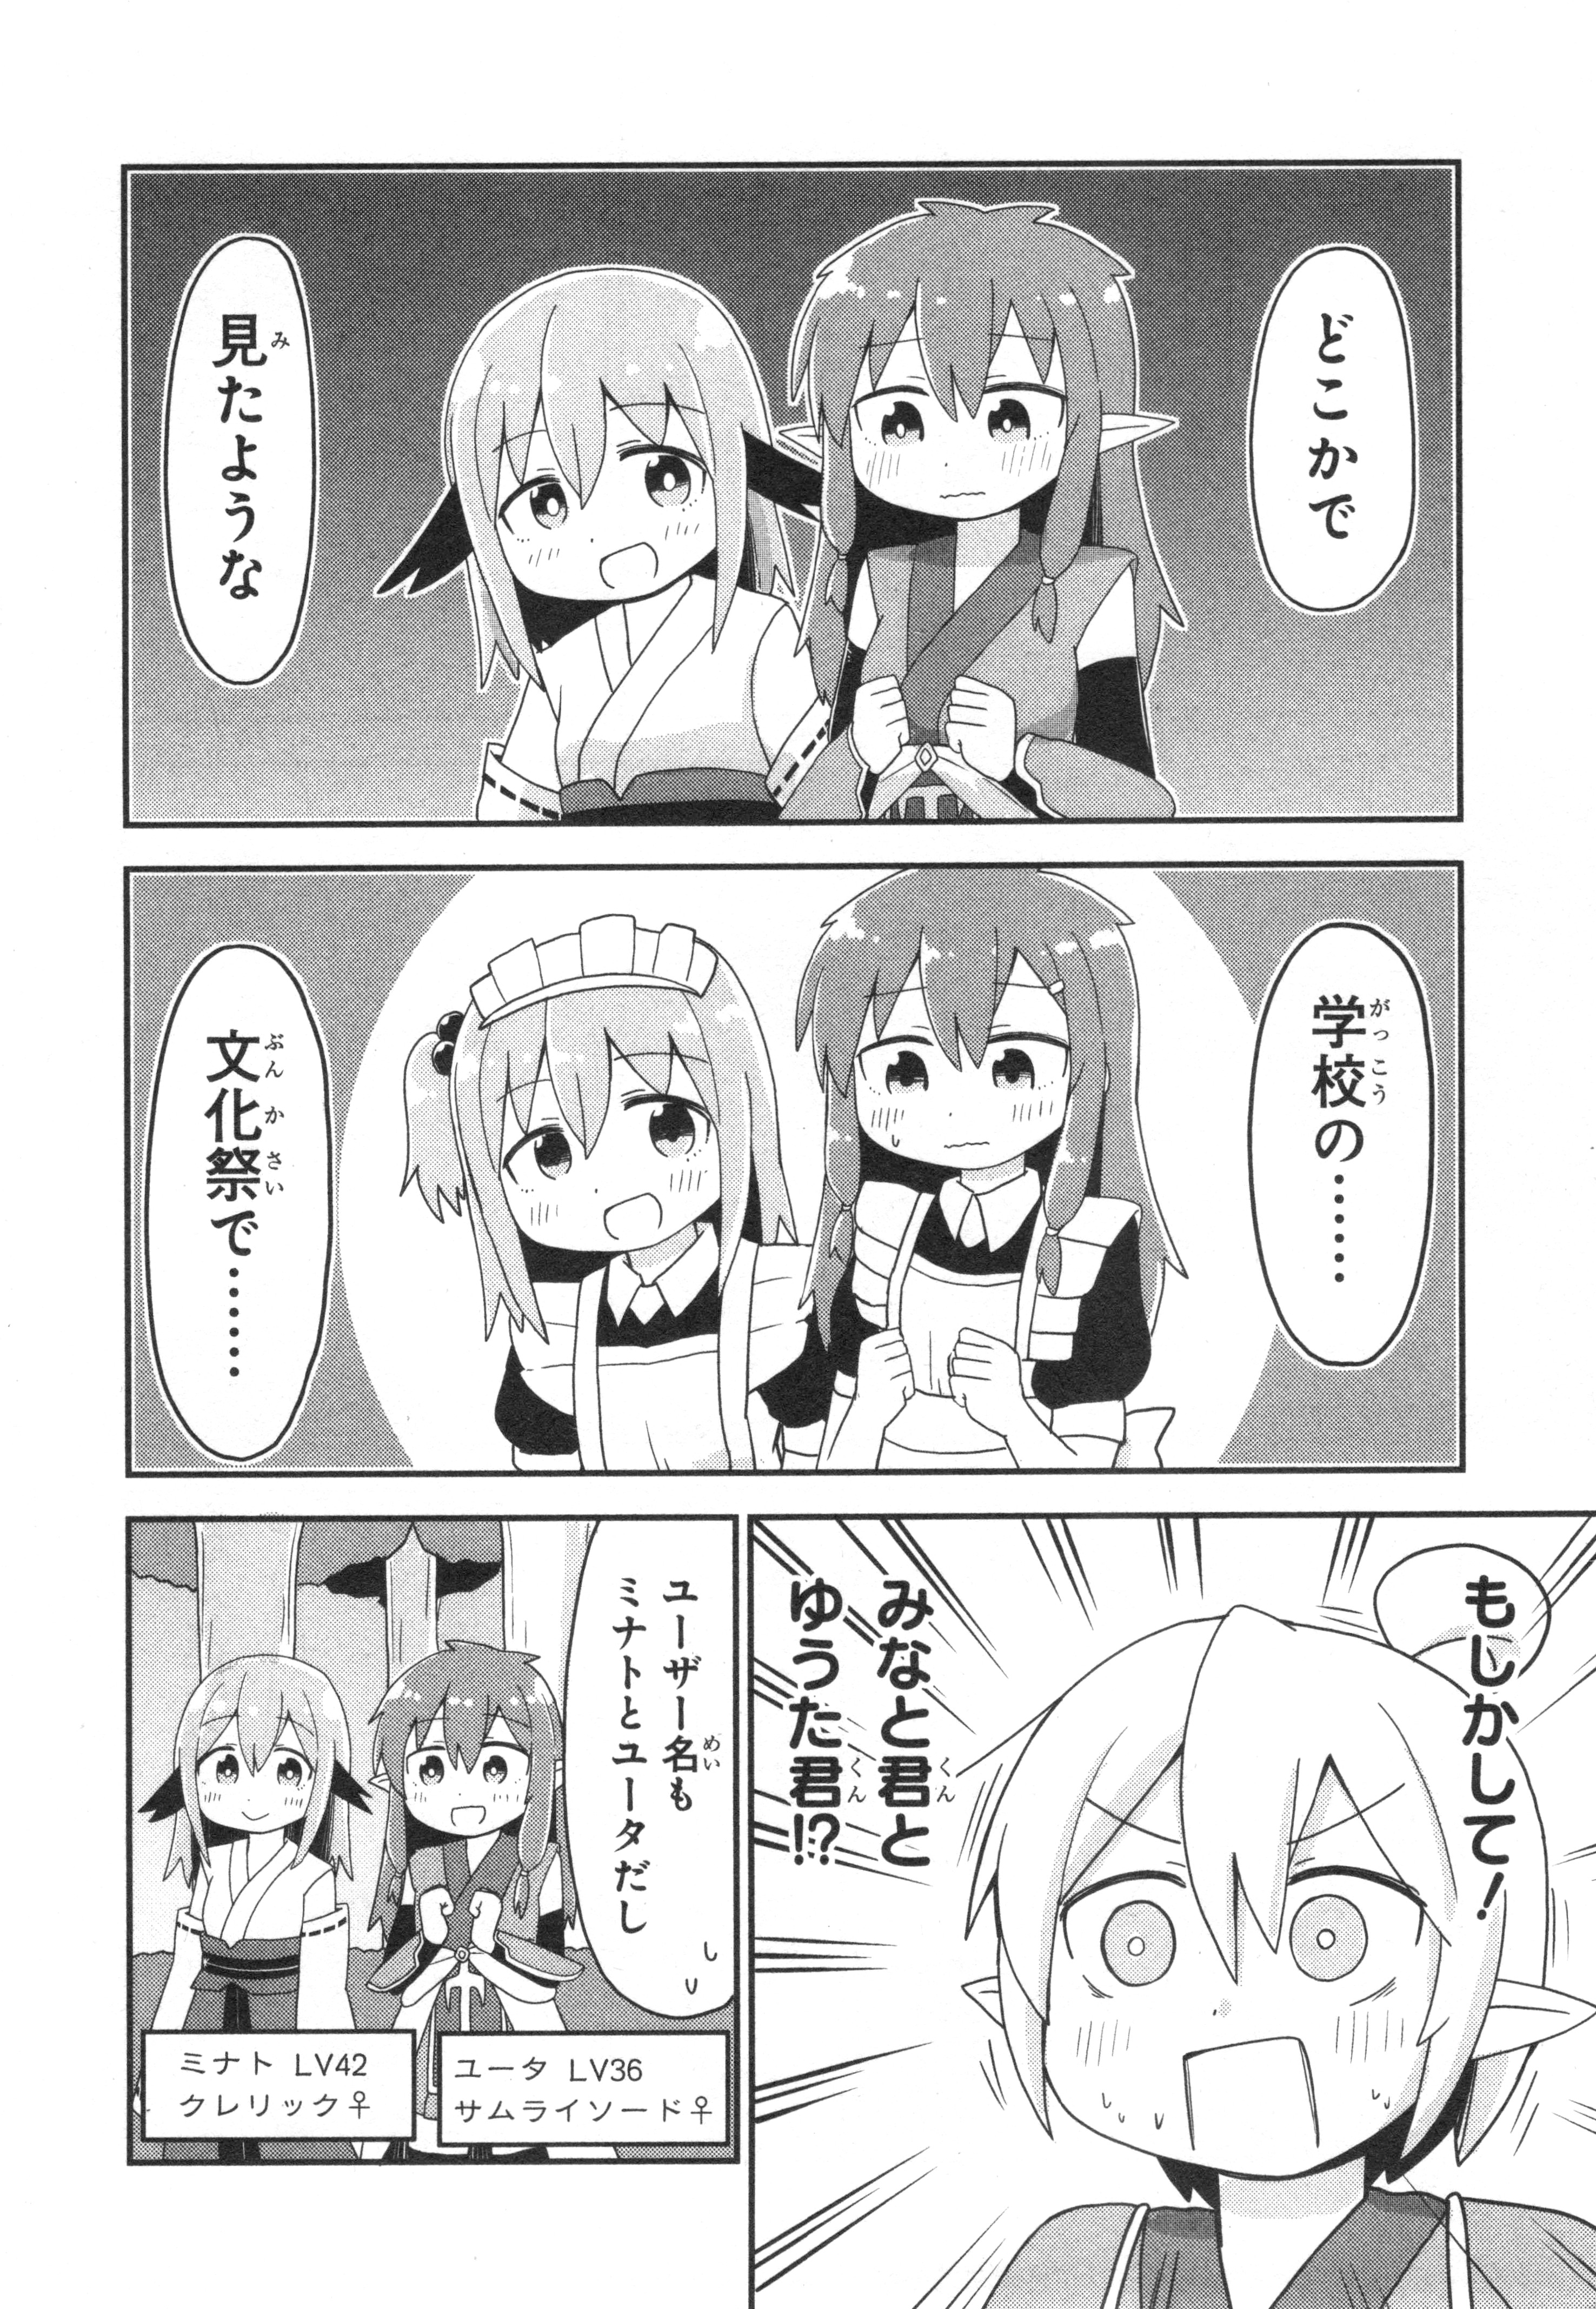 どこかで
見たような
学校の……
文化祭で……
もしかして！
みなと君と
ゆうた君!?
ユーザー名も
ミナトとユータだし
ユータ LV36
サムライソード♀
ミナト LV42
クレリック♀